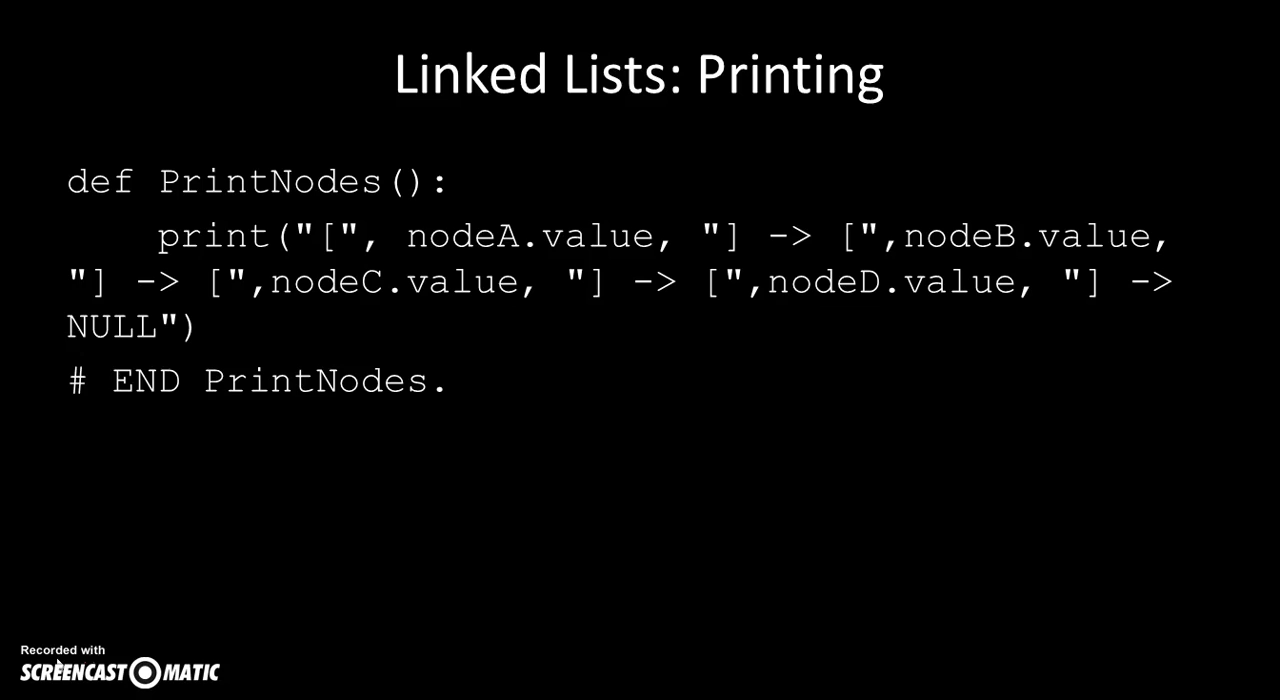 Linked Lists: Printing
def PrintNodes():
    print("[", nodeA.value, "] -> [",nodeB.value,
"] -> [",nodeC.value, "] -> [",nodeD.value, "] ->
NULL")
# END PrintNodes.
Recorded with
SCREENCAST O MATIC